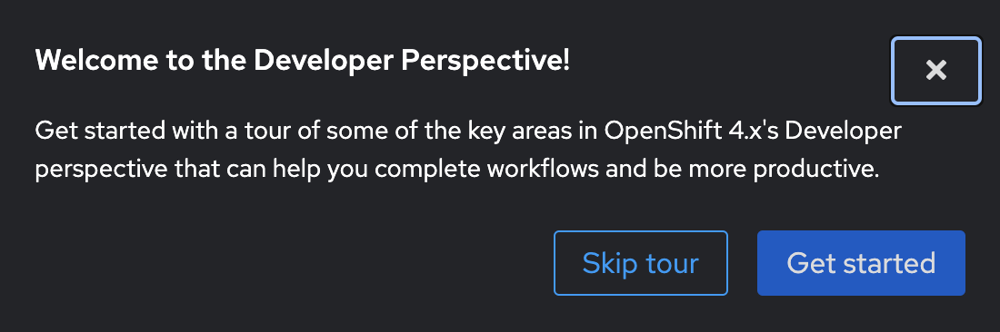 Welcome to the Developer Perspective!
Get started with a tour of some of the key areas in OpenShift 4.x's Developer
perspective that can help you complete workflows and be more productive.
Skip tour
Get started